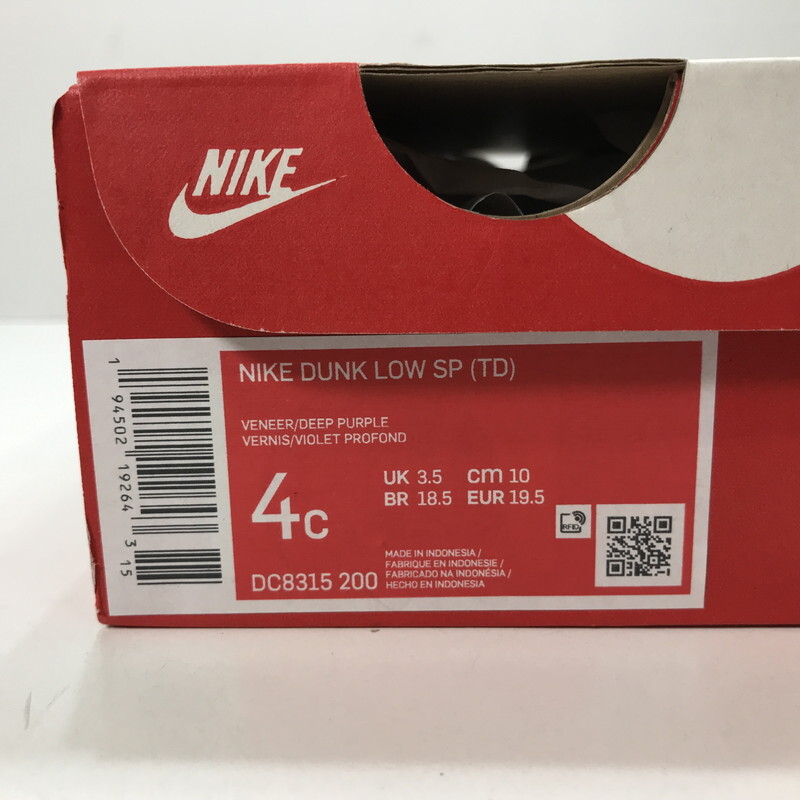 NIKE
NIKE DUNK LOW SP (TD)
VENEER/DEEP PURPLE
VERNIS/VIOLET PROFOND
4C
UK 3.5 cm 10
BR 18.5 EUR 19.5
RFID
DC8315 200
MADE IN INDONESIA /
FABRIQUE EN INDONESIE /
FABRICADO NA INDONÉSIA /
HECHO EN INDONESIA
1 94502 19264 3 15